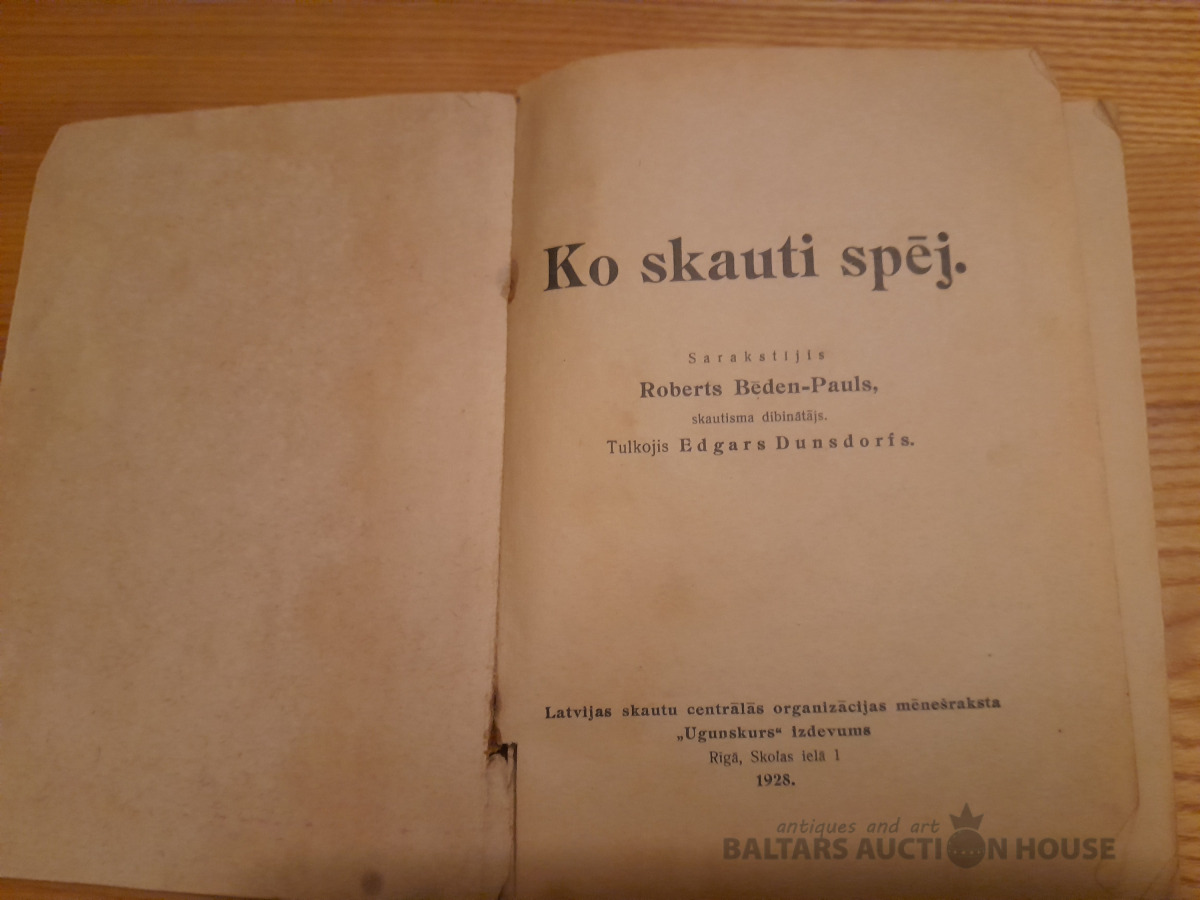 Ko skauti spēj.
Sarakstījis
Roberts Bēden-Pauls,
skautisma dibinātājs.
Tulkojis Edgars Dunsdorfs.
Latvijas skautu centrālās organizācijas mēnešraksta
„Ugunskurs“ izdevums
Rīgā, Skolas ielā 1
1928.
antiques and art
BALTARS AUCTION HOUSE